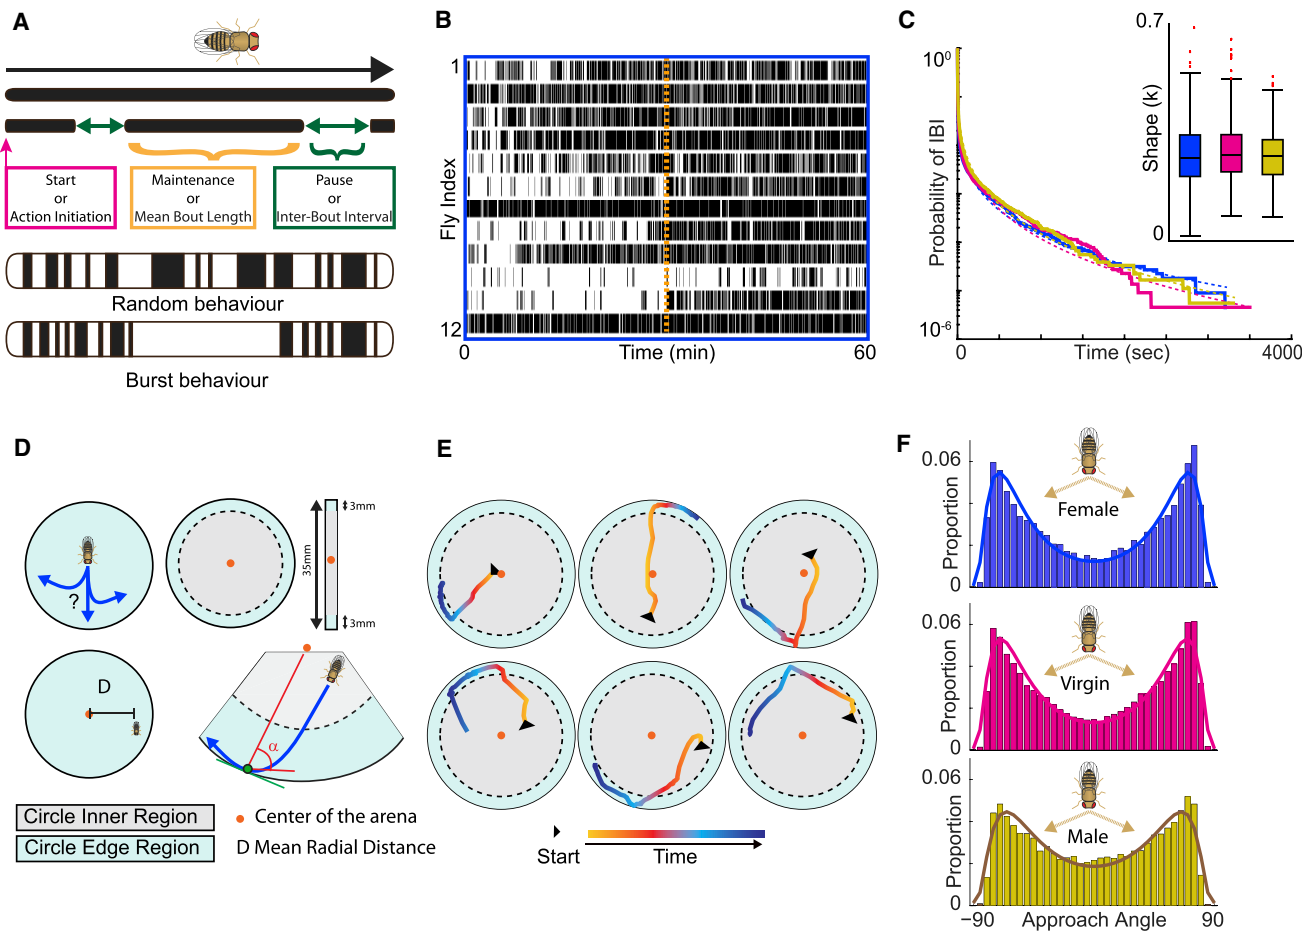 A
Start
or
Action Initiation
Maintenance
or
Mean Bout Length
Pause
or
Inter-Bout Interval
Random behaviour
Burst behaviour
B
1
Fly Index
12
0
Time (min)
60
C
10^0
Probability of IBI
10^-6
0
Time (sec)
4000
0.7
Shape (k)
0
D
?
35mm
3mm
3mm
D
α
Circle Inner Region
Circle Edge Region
Center of the arena
D Mean Radial Distance
E
Start
Time
F
0.06
Proportion
0
Female
0.06
Proportion
0
Virgin
0.06
Proportion
0
Male
−90
Approach Angle
90